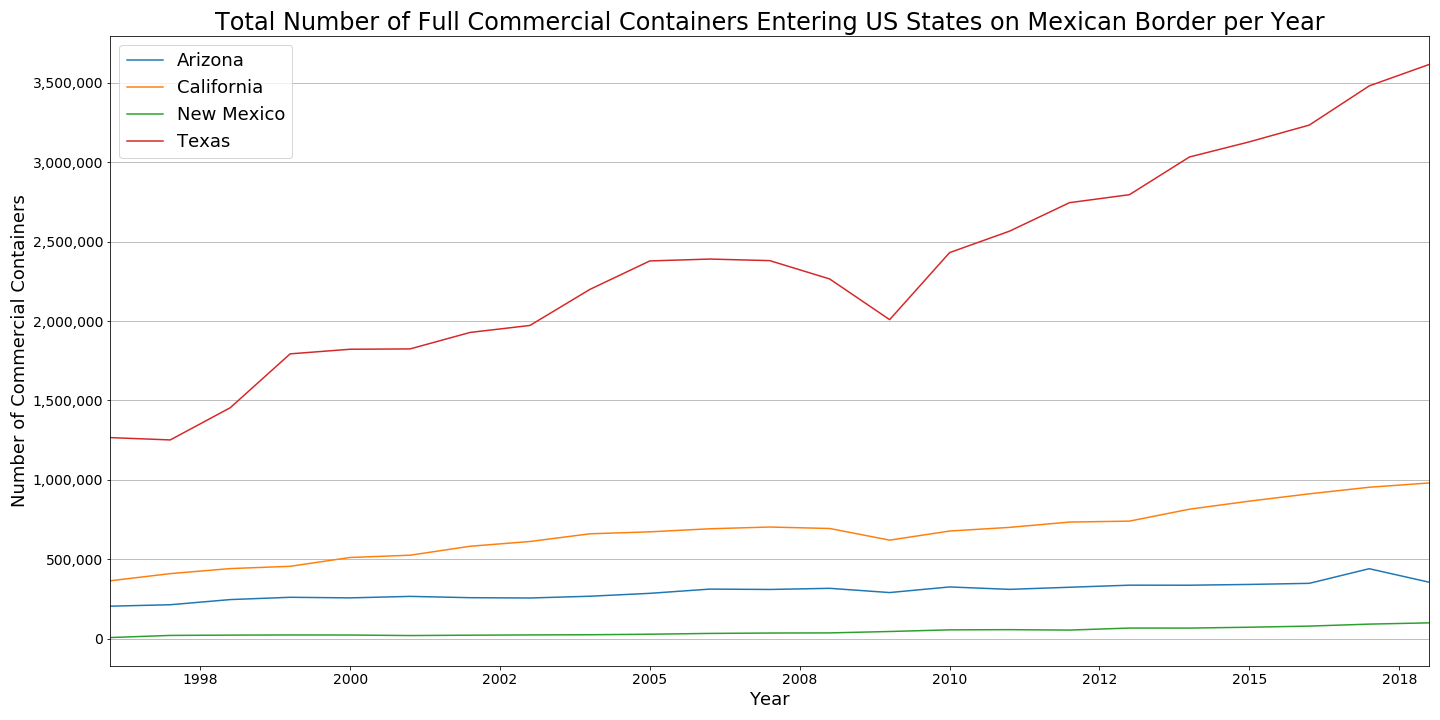 Total Number of Full Commercial Containers Entering US States on Mexican Border per Year
Arizona
California
New Mexico
Texas
3,500,000
3,000,000
2,500,000
2,000,000
1,500,000
1,000,000
500,000
0
Number of Commercial Containers
1998
2000
2002
2005
2008
2010
2012
2015
2018
Year